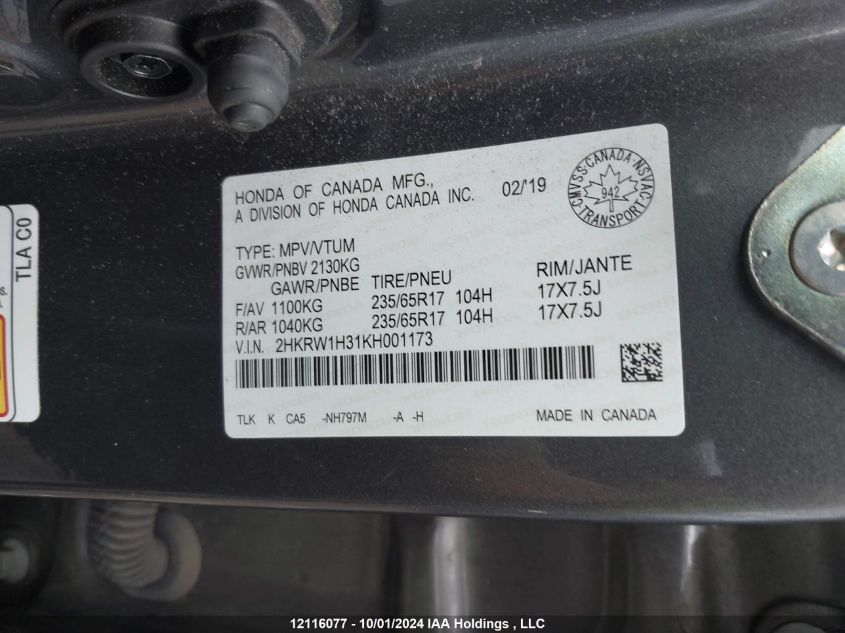 HONDA OF CANADA MFG.,
A DIVISION OF HONDA CANADA INC.
02/'19
CMVSS·CANADA·NSVAC
942
TRANSPORT
TYPE: MPV/VTUM
GVWR/PNBV 2130KG
GAWR/PNBE TIRE/PNEU RIM/JANTE
F/AV 1100KG 235/65R17 104H 17X7.5J
R/AR 1040KG 235/65R17 104H 17X7.5J
V.I.N. 2HKRW1H31KH001173
TLK K CA5 -NH797M -A -H MADE IN CANADA
TLA C0
12116077 - 10/01/2024 IAA Holdings , LLC